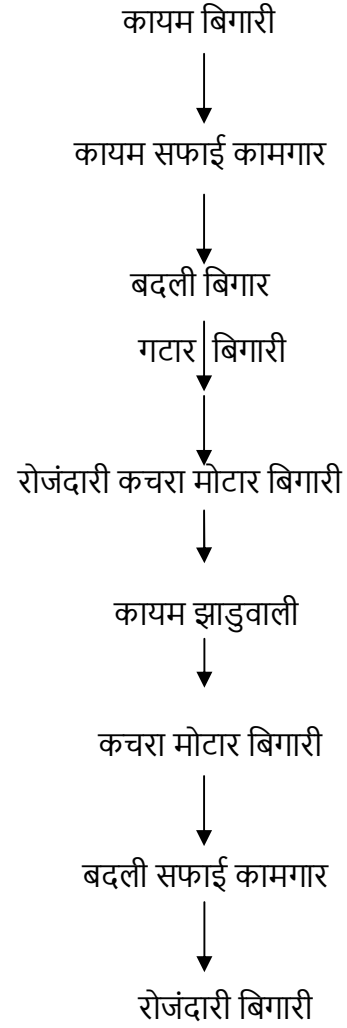 कायम बिगारी
कायम सफाई कामगार
बदली बिगार
गटार बिगारी
रोजंदारी कचरा मोटार बिगारी
कायम झाडुवाली
कचरा मोटार बिगारी
बदली सफाई कामगार
रोजंदारी बिगारी